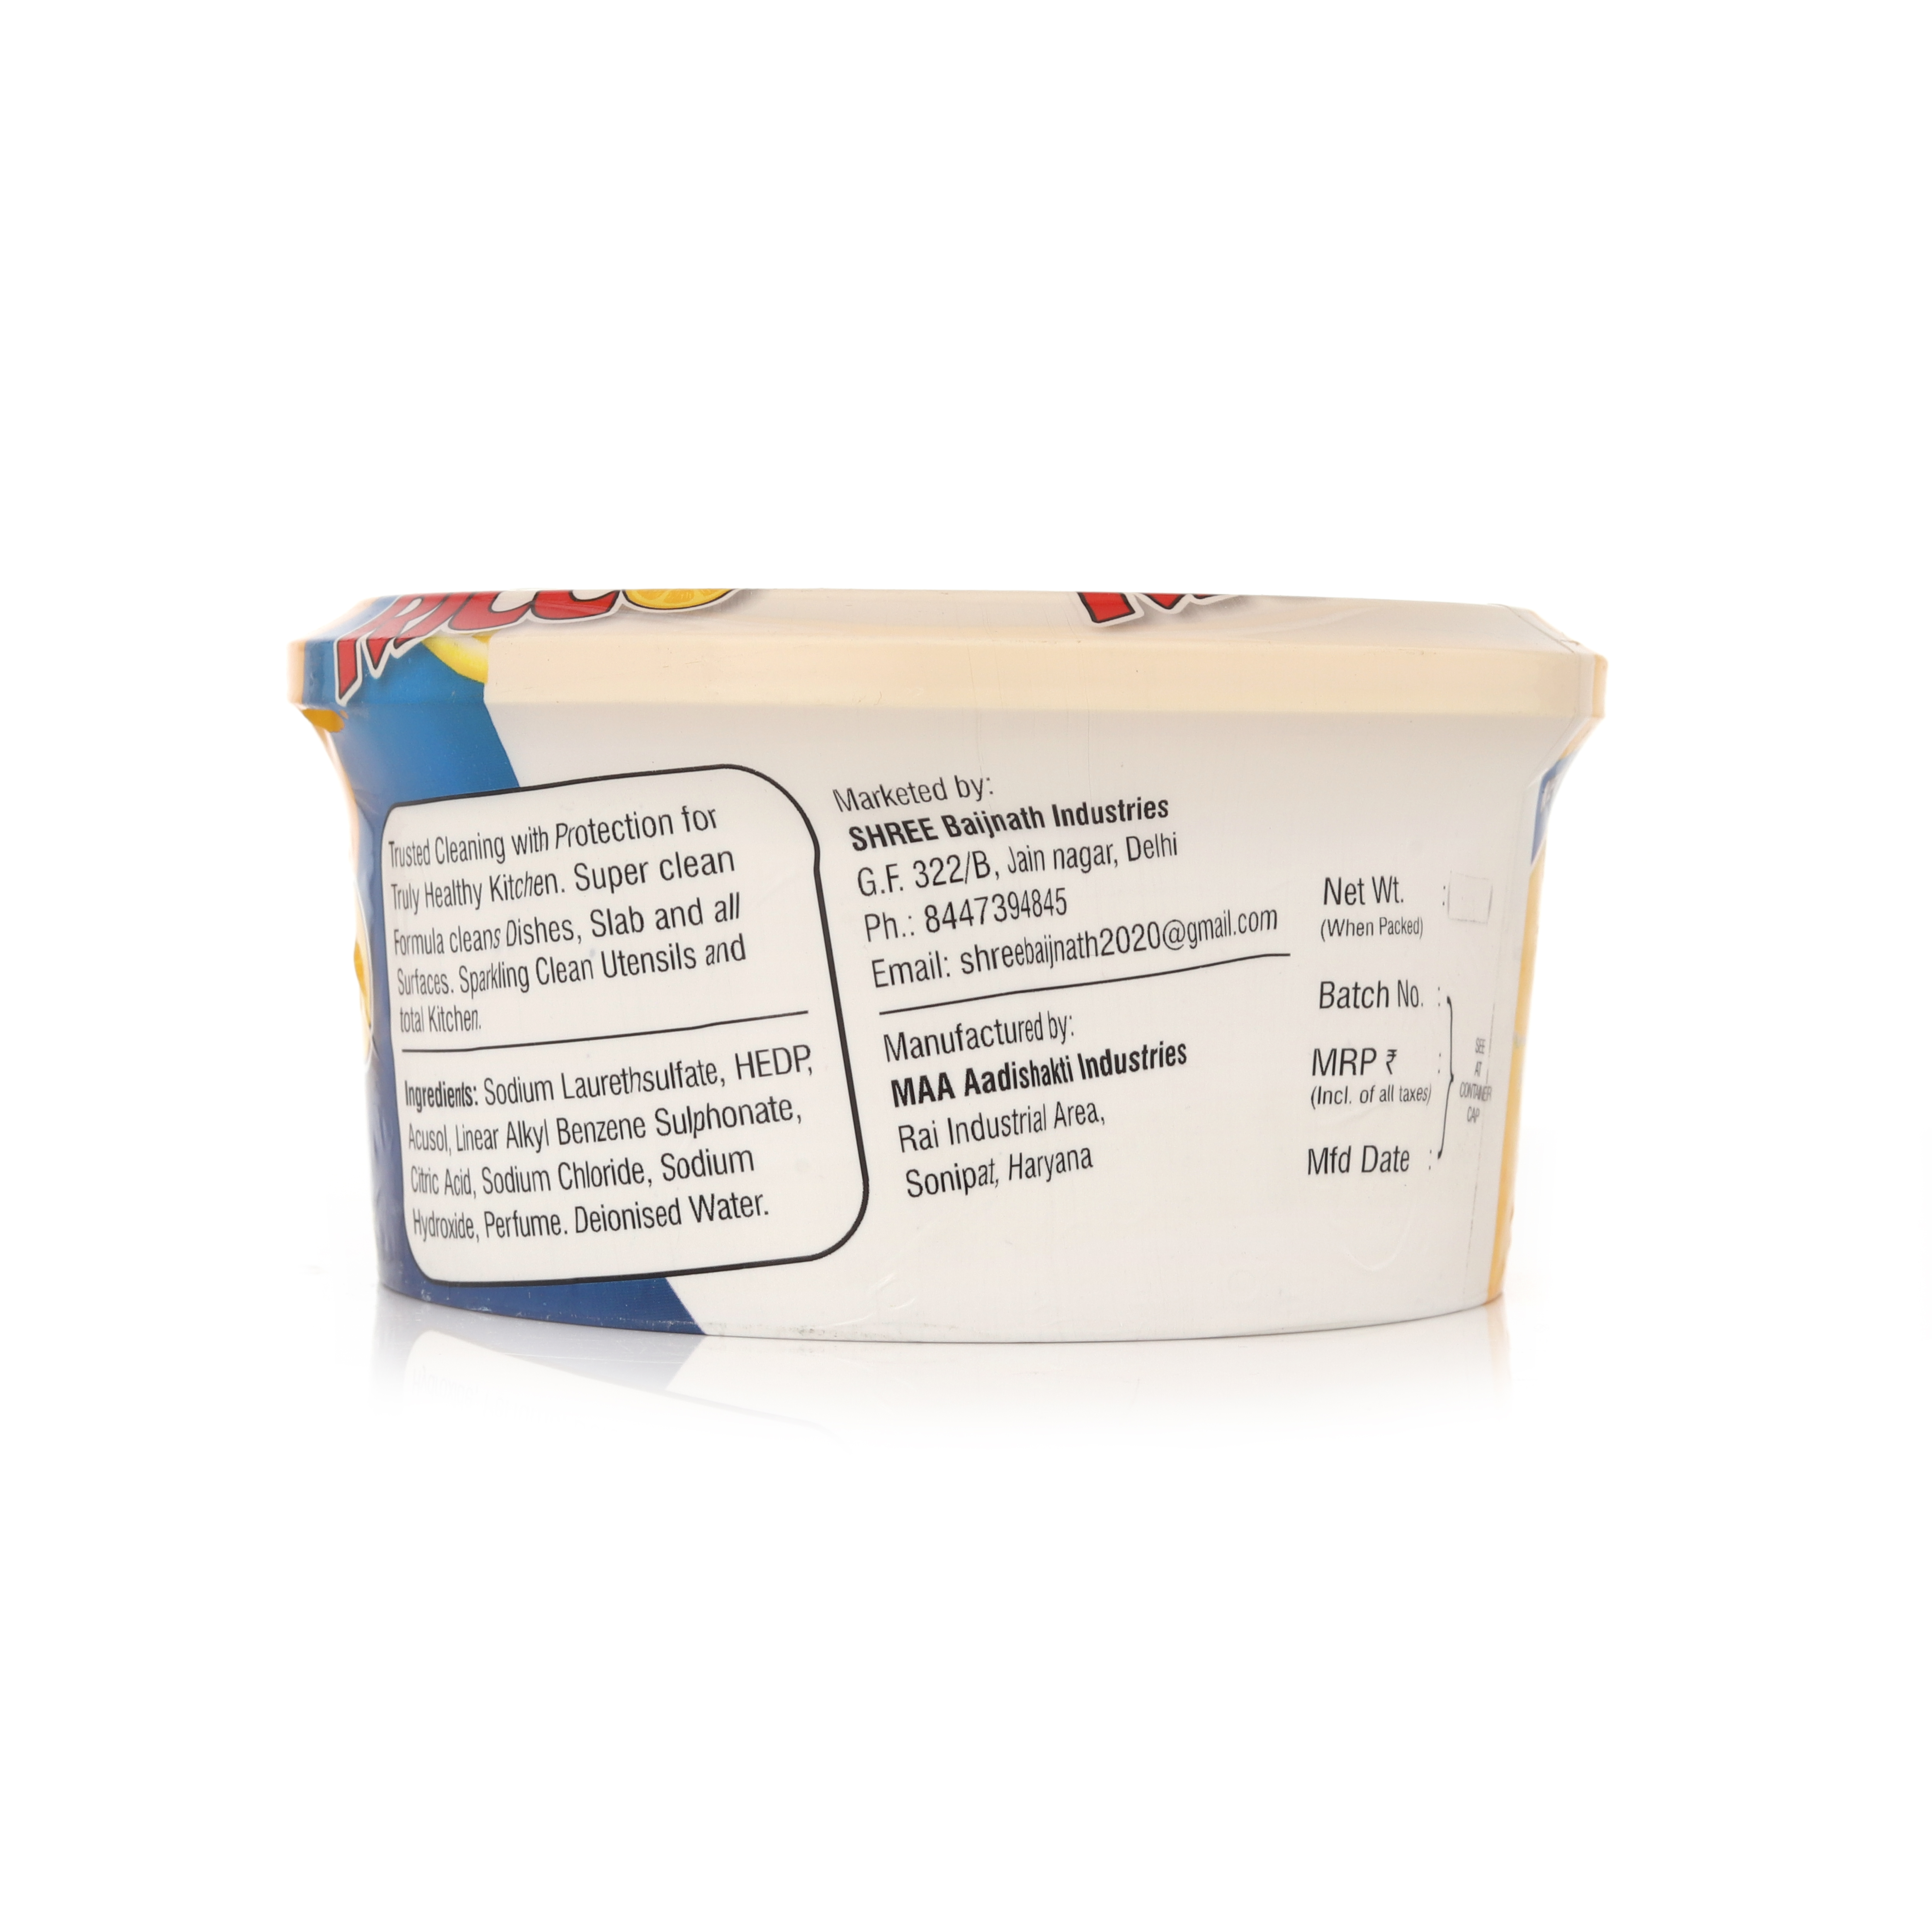 Trusted Cleaning with Protection for
Truly Healthy Kitchen. Super clean
Formula cleans Dishes, Slab and all
Surfaces. Sparkling Clean Utensils and
total Kitchen.
Ingredients: Sodium Laurethsulfate, HEDP,
Acusol, Linear Alkyl Benzene Sulphonate,
Citric Acid, Sodium Chloride, Sodium
Hydroxide, Perfume. Deionised Water.
Marketed by:
SHREE Baijnath Industries
G.F. 322/B, Jain nagar, Delhi
Ph.: 8447394845
Email: shreebaijnath2020@gmail.com
Manufactured by:
MAA Aadishakti Industries
Rai Industrial Area,
Sonipat, Haryana
Net Wt. :
(When Packed)
Batch No. :
MRP ₹ :
(Incl. of all taxes)
Mfd Date :
SEE
AT
CONTAINER
CAP